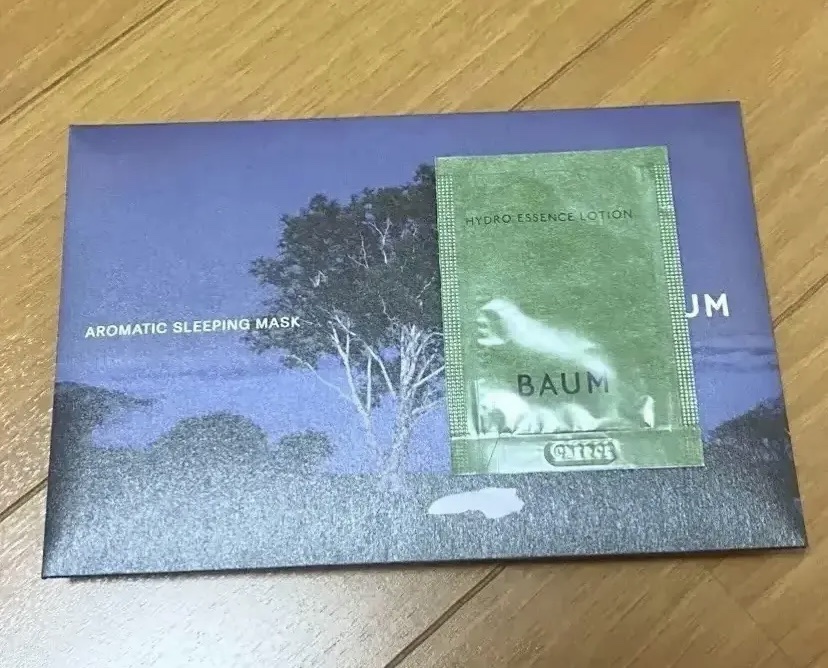 AROMATIC SLEEPING MASK
UM
HYDRO ESSENCE LOTION
BAUM